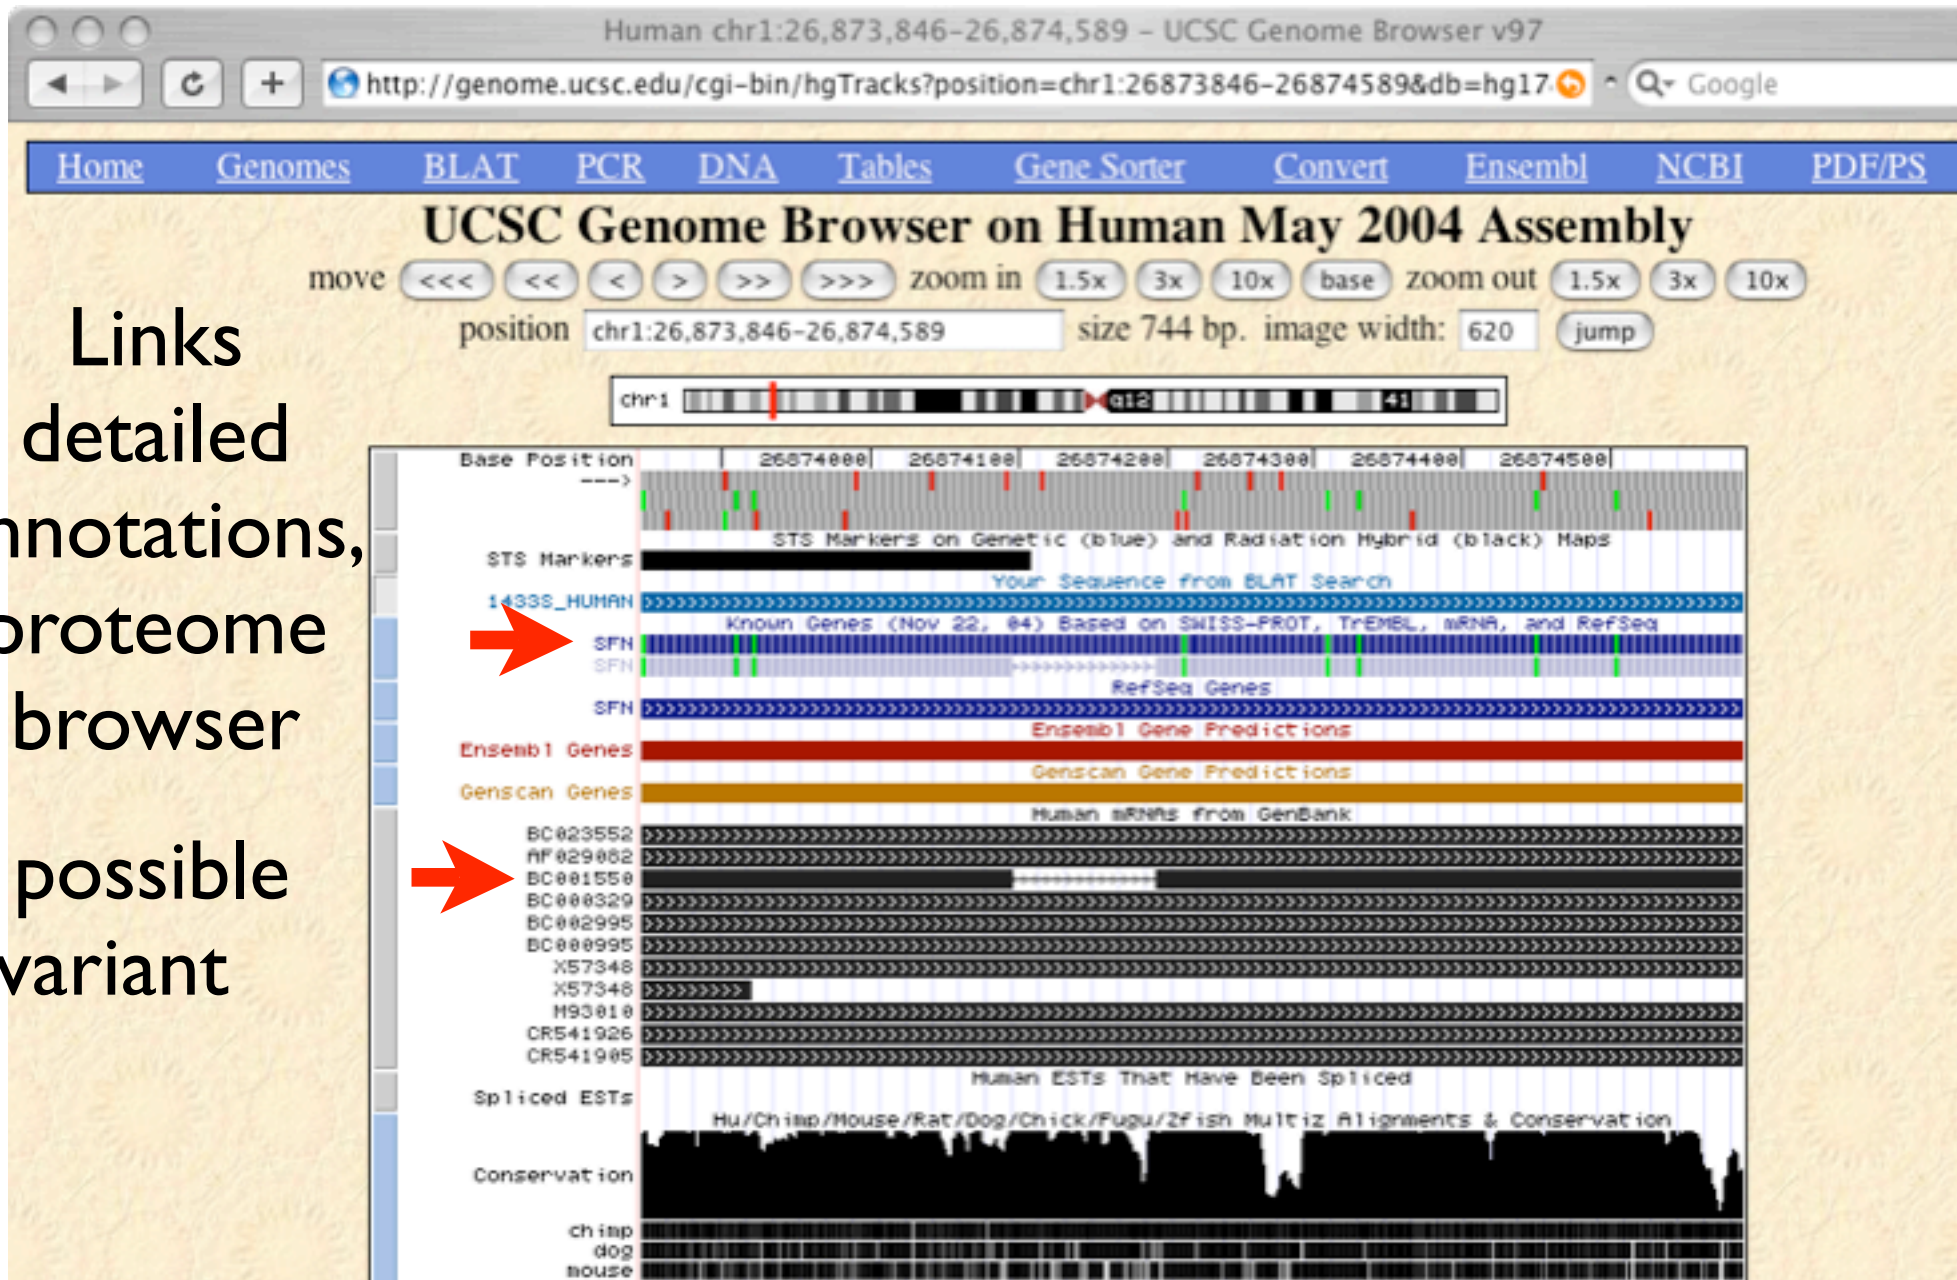 Human chr1:26,873,846-26,874,589 – UCSC Genome Browser v97
http://genome.ucsc.edu/cgi-bin/hgTracks?position=chr1:26873846-26874589&db=hg17
Google
Home Genomes BLAT PCR DNA Tables Gene Sorter Convert Ensembl NCBI PDF/PS
UCSC Genome Browser on Human May 2004 Assembly
move <<< << < > >> >>> zoom in 1.5x 3x 10x base zoom out 1.5x 3x 10x
position chr1:26,873,846-26,874,589 size 744 bp. image width: 620 jump
Links
detailed
nnotations,
proteome
browser
possible
variant
chr1 q12 41
Base Position 26874000| 26874100| 26874200| 26874300| 26874400| 26874500|
--->
STS Markers on Genetic (blue) and Radiation Hybrid (black) Maps
STS Markers
Your Sequence from BLAT Search
1433S_HUMAN
Known Genes (Nov 22, 04) Based on SWISS-PROT, TrEMBL, mRNA, and RefSeq
SFN
SFN
RefSeq Genes
SFN
Ensembl Gene Predictions
Ensembl Genes
Genscan Gene Predictions
Genscan Genes
Human mRNAs from GenBank
BC023552
AF029082
BC001550
BC000329
BC002995
BC000995
X57348
X57348
M93010
CR541926
CR541905
Human ESTs That Have Been Spliced
Spliced ESTs
Hu/Chimp/Mouse/Rat/Dog/Chick/Fugu/Zfish Multiz Alignments & Conservation
Conservation
chimp
dog
mouse